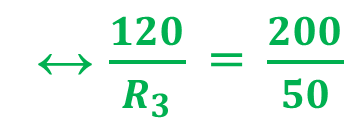 ↔ 120/R₃ = 200/50